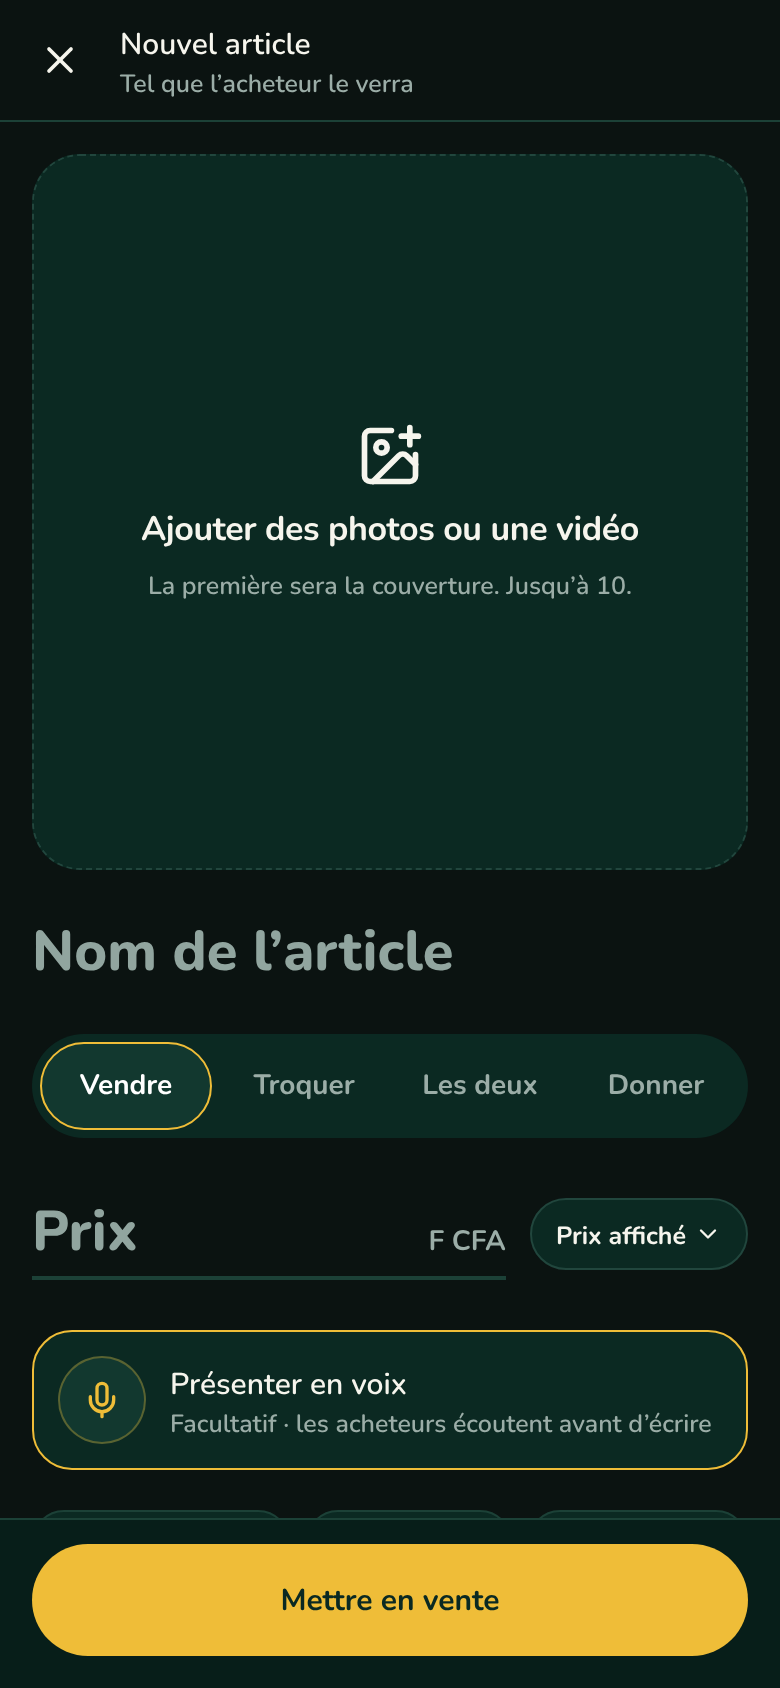 Nouvel article
Tel que l’acheteur le verra
Ajouter des photos ou une vidéo
La première sera la couverture. Jusqu’à 10.
Nom de l’article
Vendre Troquer Les deux Donner
Prix F CFA Prix affiché
Présenter en voix
Facultatif · les acheteurs écoutent avant d’écrire
Mettre en vente